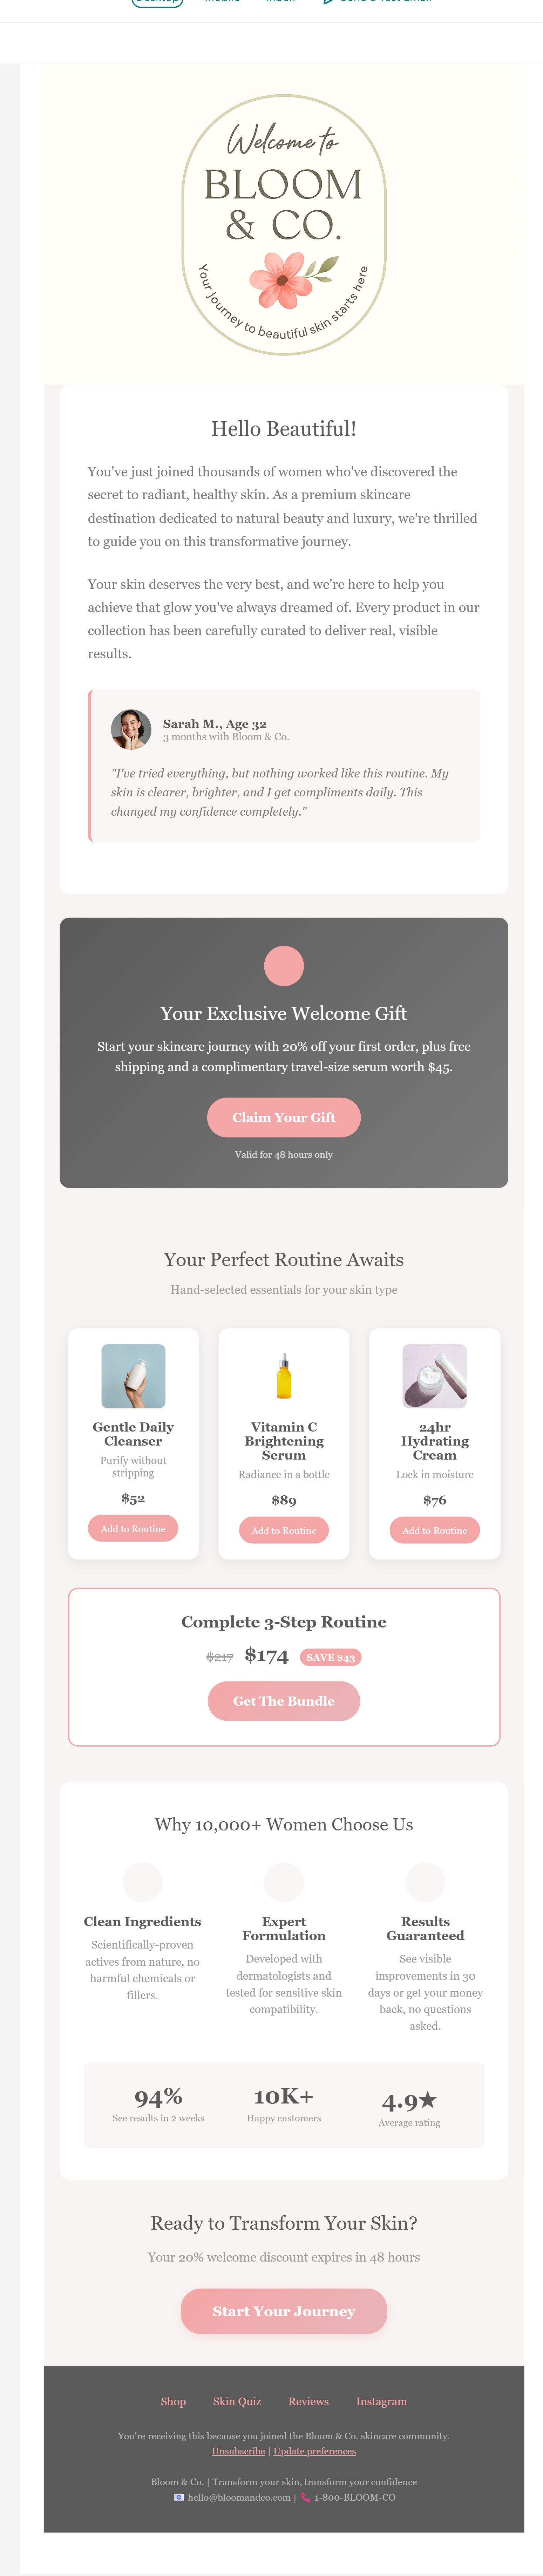 Desktop Mobile Inbox Send a Test Email
Welcome to
BLOOM
& CO.
Your journey to beautiful skin starts here
Hello Beautiful!
You've just joined thousands of women who've discovered the
secret to radiant, healthy skin. As a premium skincare
destination dedicated to natural beauty and luxury, we're thrilled
to guide you on this transformative journey.
Your skin deserves the very best, and we're here to help you
achieve that glow you've always dreamed of. Every product in our
collection has been carefully curated to deliver real, visible
results.
Sarah M., Age 32
3 months with Bloom & Co.
"I've tried everything, but nothing worked like this routine. My
skin is clearer, brighter, and I get compliments daily. This
changed my confidence completely."
Your Exclusive Welcome Gift
Start your skincare journey with 20% off your first order, plus free
shipping and a complimentary travel-size serum worth $45.
Claim Your Gift
Valid for 48 hours only
Your Perfect Routine Awaits
Hand-selected essentials for your skin type
Gentle Daily
Cleanser
Purify without
stripping
$52
Add to Routine
Vitamin C
Brightening
Serum
Radiance in a bottle
$89
Add to Routine
24hr
Hydrating
Cream
Lock in moisture
$76
Add to Routine
Complete 3-Step Routine
$217 $174 SAVE $43
Get The Bundle
Why 10,000+ Women Choose Us
Clean Ingredients
Scientifically-proven
actives from nature, no
harmful chemicals or
fillers.
Expert
Formulation
Developed with
dermatologists and
tested for sensitive skin
compatibility.
Results
Guaranteed
See visible
improvements in 30
days or get your money
back, no questions
asked.
94%
See results in 2 weeks
10K+
Happy customers
4.9★
Average rating
Ready to Transform Your Skin?
Your 20% welcome discount expires in 48 hours
Start Your Journey
Shop Skin Quiz Reviews Instagram
You're receiving this because you joined the Bloom & Co. skincare community.
Unsubscribe | Update preferences
Bloom & Co. | Transform your skin, transform your confidence
📧 hello@bloomandco.com | 📞 1-800-BLOOM-CO